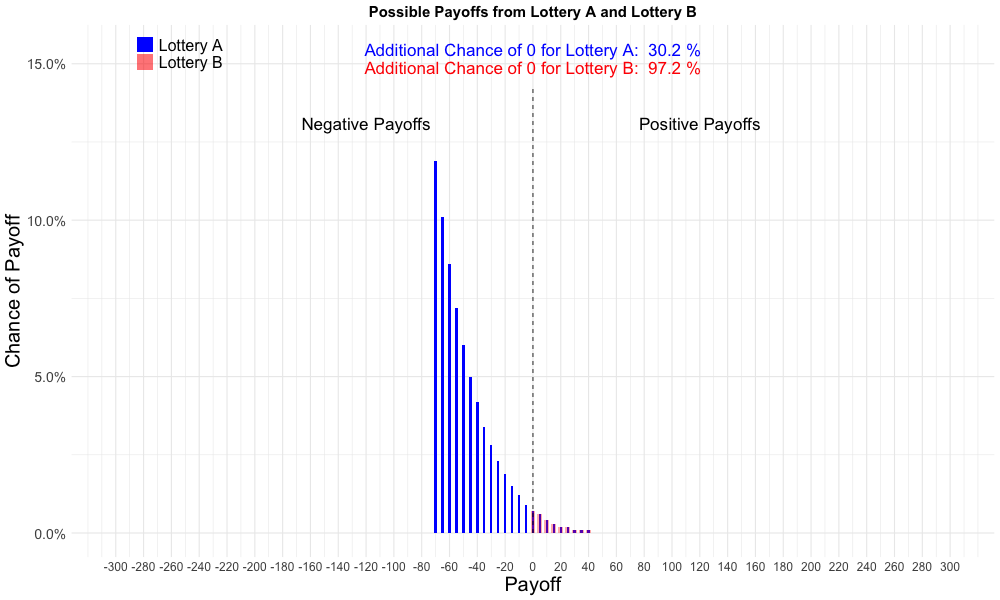 Possible Payoffs from Lottery A and Lottery B
Lottery A
Lottery B
Additional Chance of 0 for Lottery A:  30.2 %
Additional Chance of 0 for Lottery B:  97.2 %
Negative Payoffs
Positive Payoffs
Chance of Payoff
15.0%
10.0%
5.0%
0.0%
-300 -280 -260 -240 -220 -200 -180 -160 -140 -120 -100 -80 -60 -40 -20 0 20 40 60 80 100 120 140 160 180 200 220 240 260 280 300
Payoff